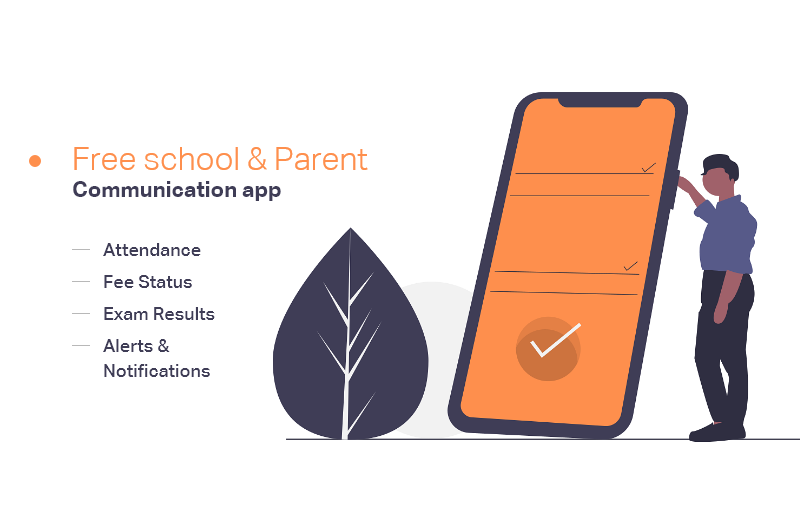 Free school & Parent
Communication app
Attendance
Fee Status
Exam Results
Alerts &
Notifications